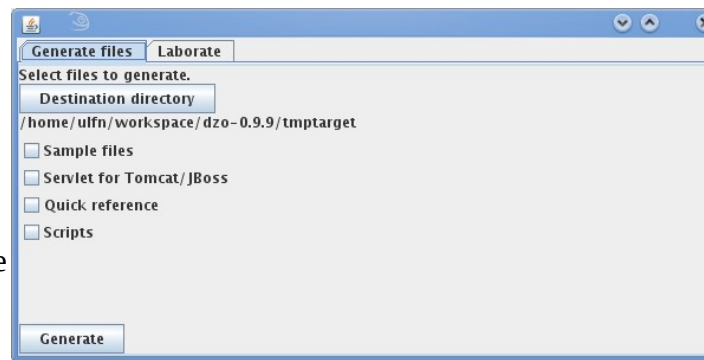 Generate files Laborate
Select files to generate.
Destination directory
/home/ulfn/workspace/dzo-0.9.9/tmptarget
Sample files
Servlet for Tomcat/JBoss
Quick reference
Scripts
e
Generate